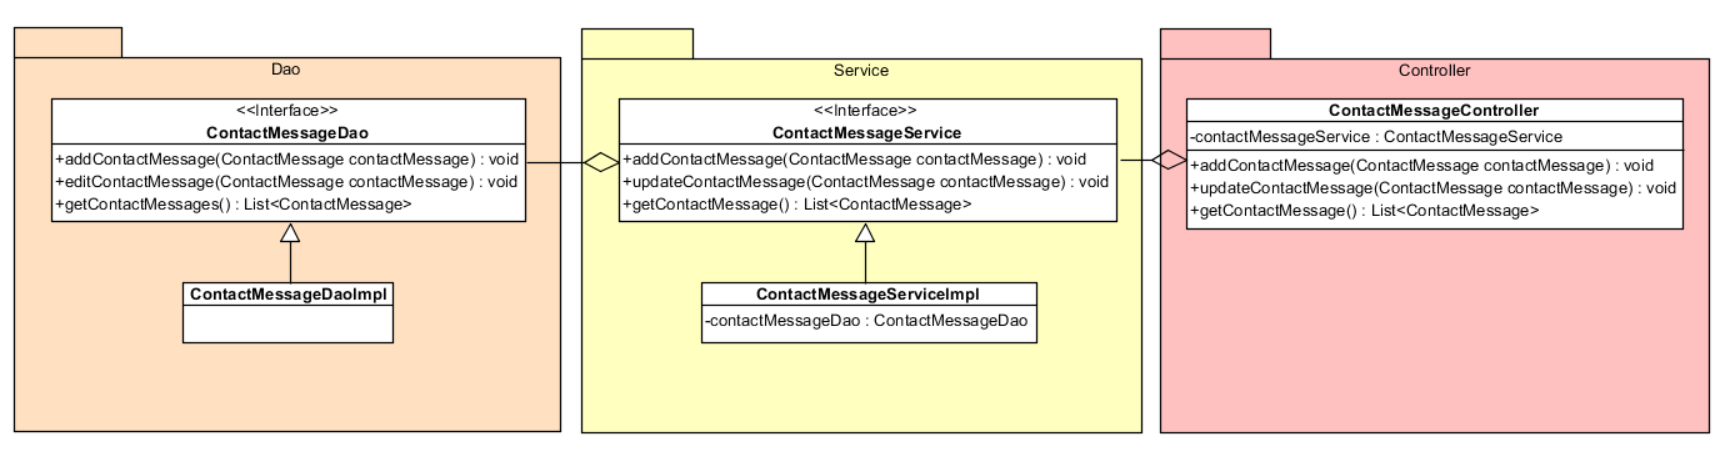 Dao
<<Interface>>
ContactMessageDao
+addContactMessage(ContactMessage contactMessage) : void
+editContactMessage(ContactMessage contactMessage) : void
+getContactMessages() : List<ContactMessage>
ContactMessageDaoImpl
Service
<<Interface>>
ContactMessageService
+addContactMessage(ContactMessage contactMessage) : void
+updateContactMessage(ContactMessage contactMessage) : void
+getContactMessage() : List<ContactMessage>
ContactMessageServiceImpl
-contactMessageDao : ContactMessageDao
Controller
ContactMessageController
-contactMessageService : ContactMessageService
+addContactMessage(ContactMessage contactMessage) : void
+updateContactMessage(ContactMessage contactMessage) : void
+getContactMessage() : List<ContactMessage>